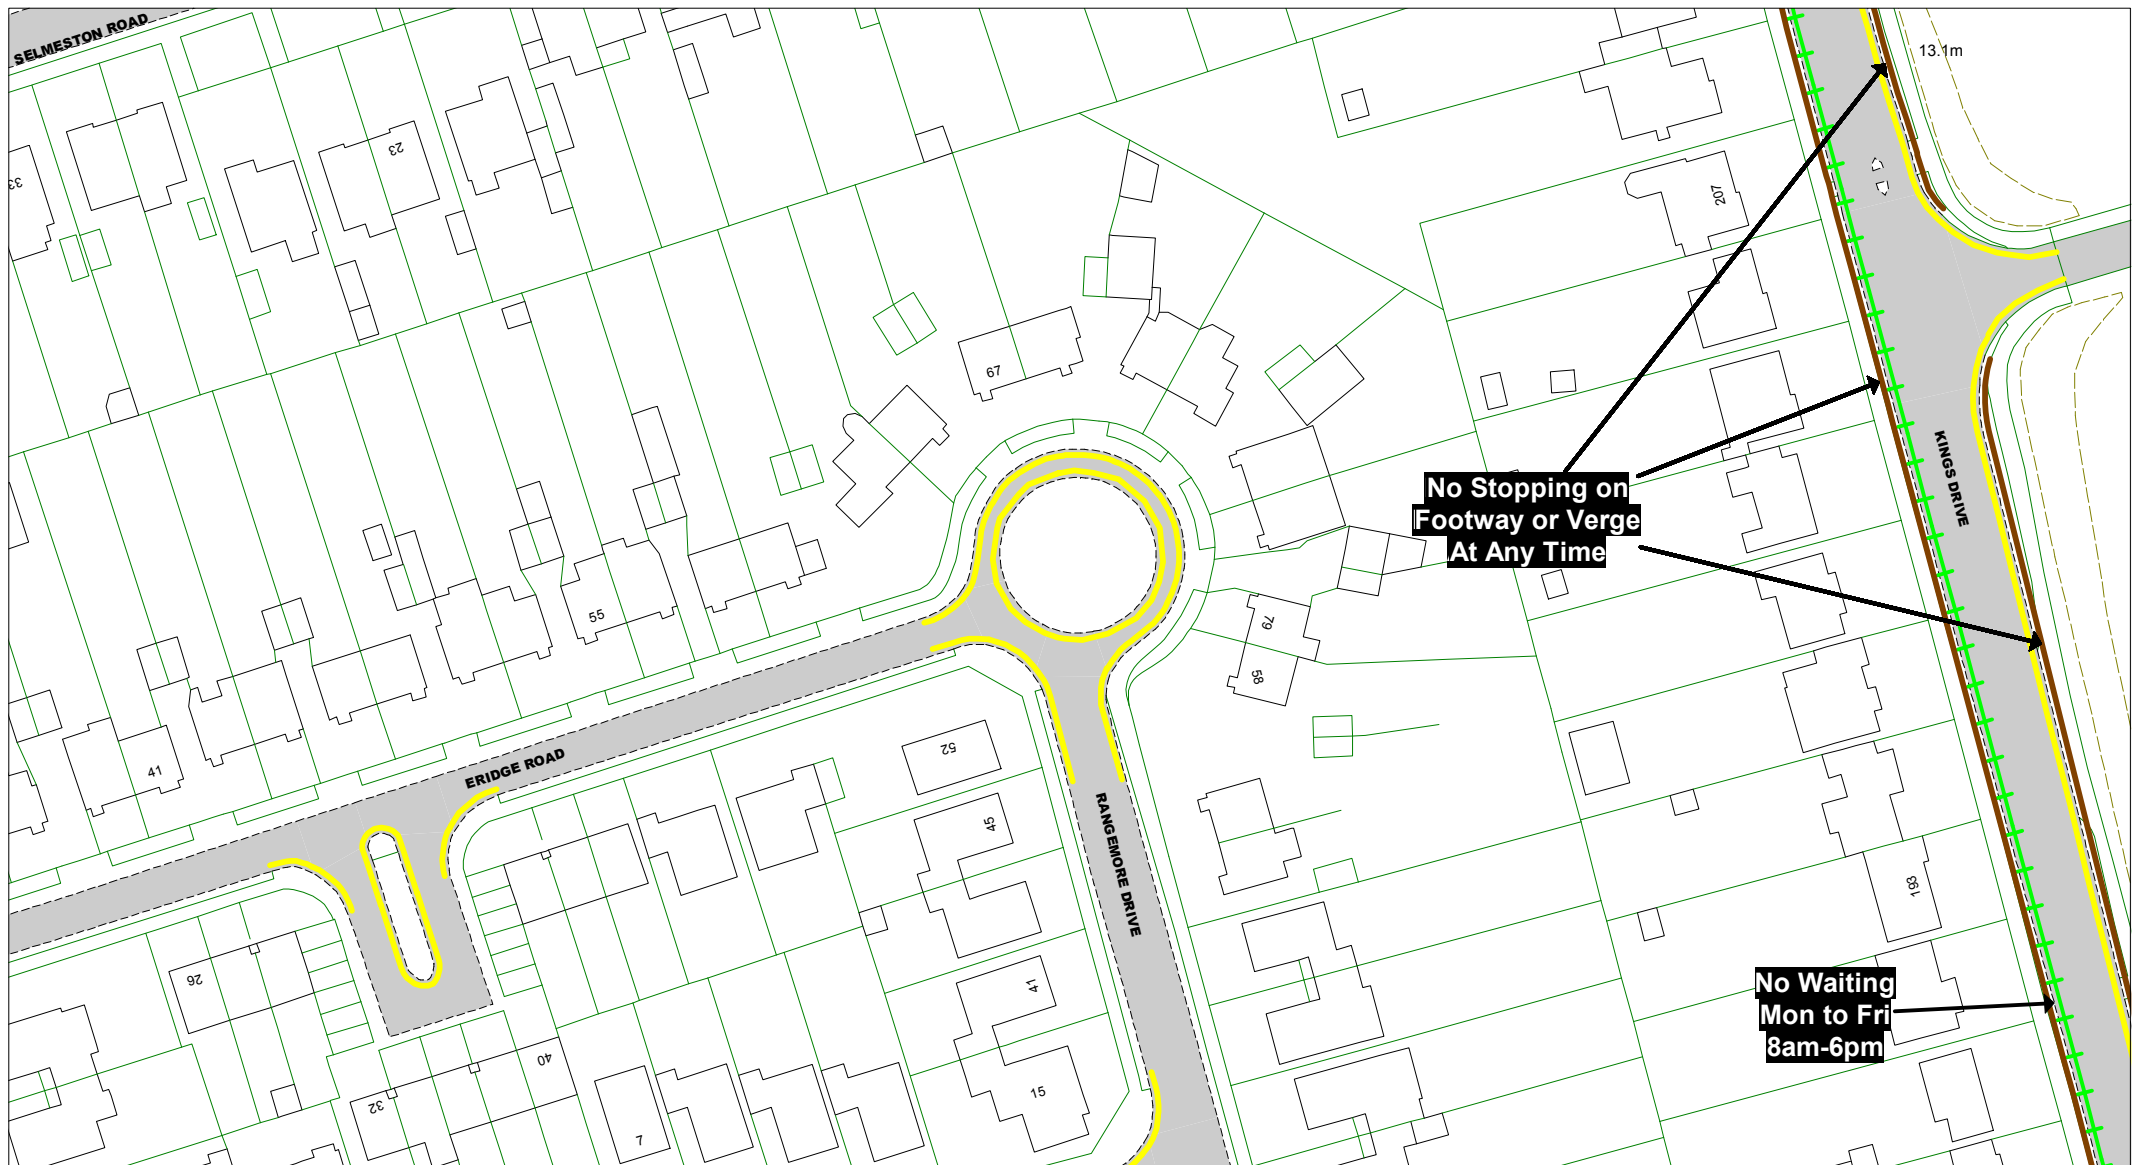 SELMESTON ROAD
13.1m
23
33
207
67
KINGS DRIVE
No Stopping on
Footway or Verge
At Any Time
55
79
58
41
ERIDGE ROAD
52
45
RANGEMORE DRIVE
193
26
41
No Waiting
Mon to Fri
8am-6pm
40
32
15
7